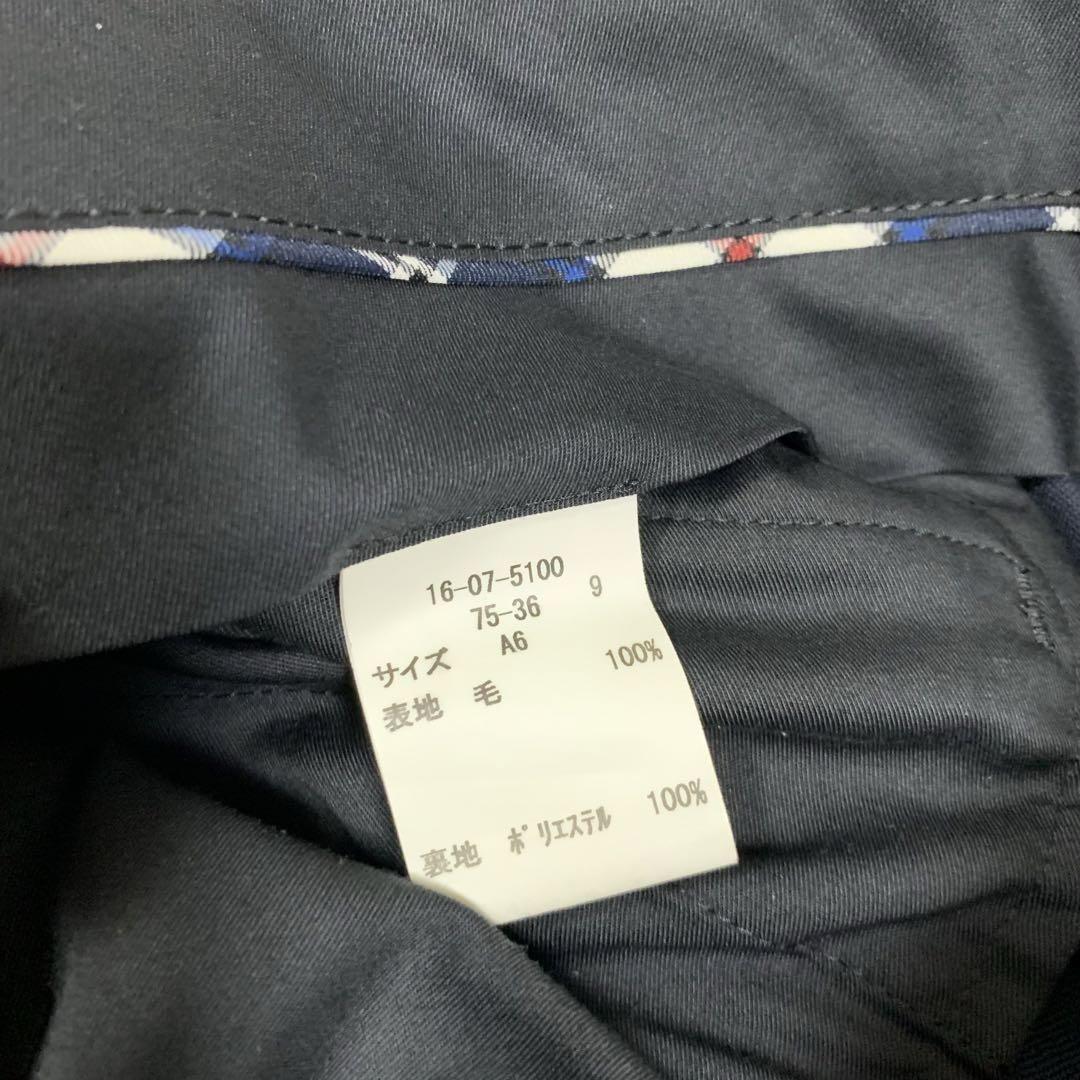 16-07-5100
75-36 9
サイズ A6
表地 毛 100%
裏地 ポリエステル 100%